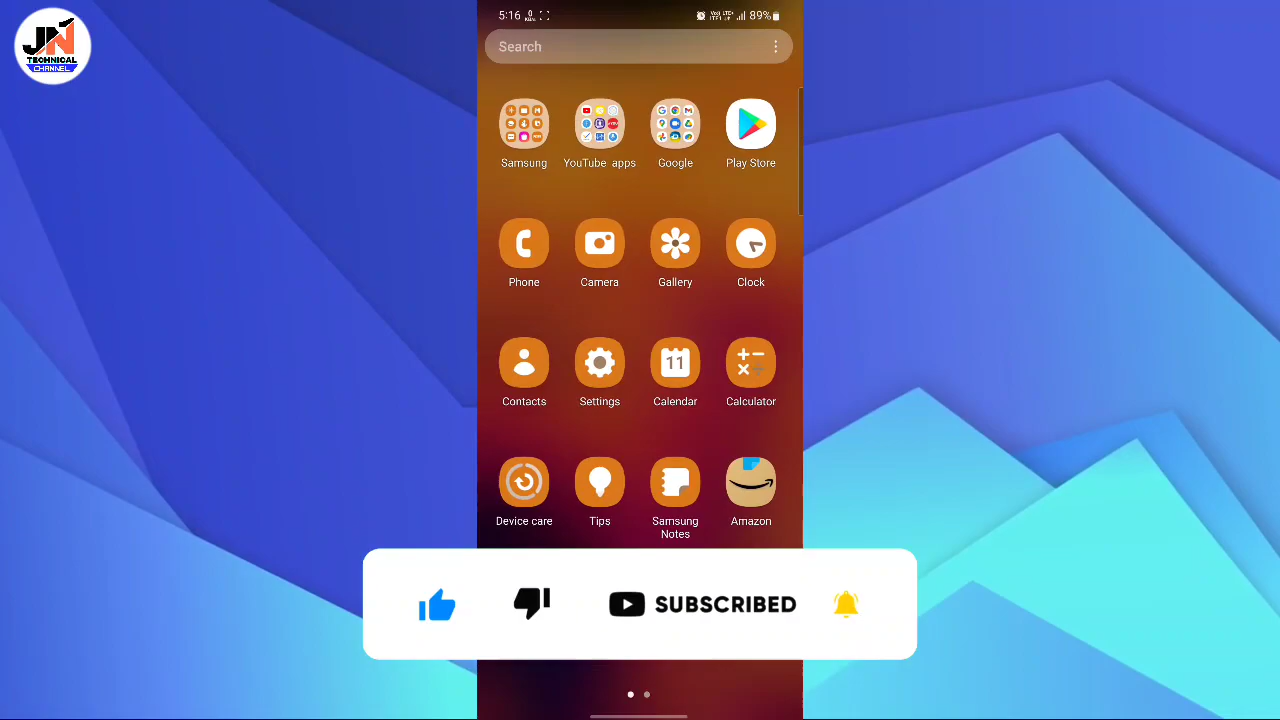 JN
TECHNICAL
CHANNEL
5:16
89%
Search
Samsung
YouTube apps
Google
Play Store
Phone
Camera
Gallery
Clock
11
Contacts
Settings
Calendar
Calculator
Device care
Tips
Samsung Notes
Amazon
SUBSCRIBED